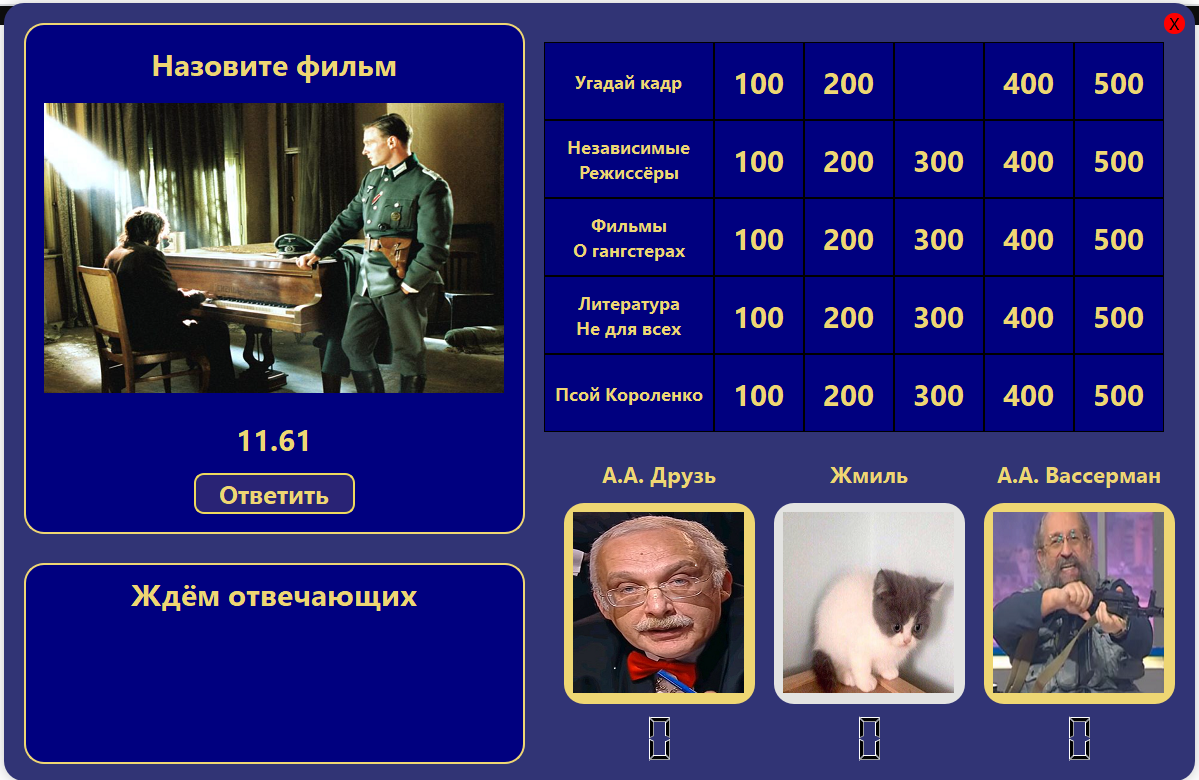 X
Назовите фильм
11.61
Ответить
Ждём отвечающих
Угадай кадр 100 200 400 500
Независимые
Режиссёры 100 200 300 400 500
Фильмы
О гангстерах 100 200 300 400 500
Литература
Не для всех 100 200 300 400 500
Псой Короленко 100 200 300 400 500
А.А. Друзь Жмиль А.А. Вассерман
0 0 0